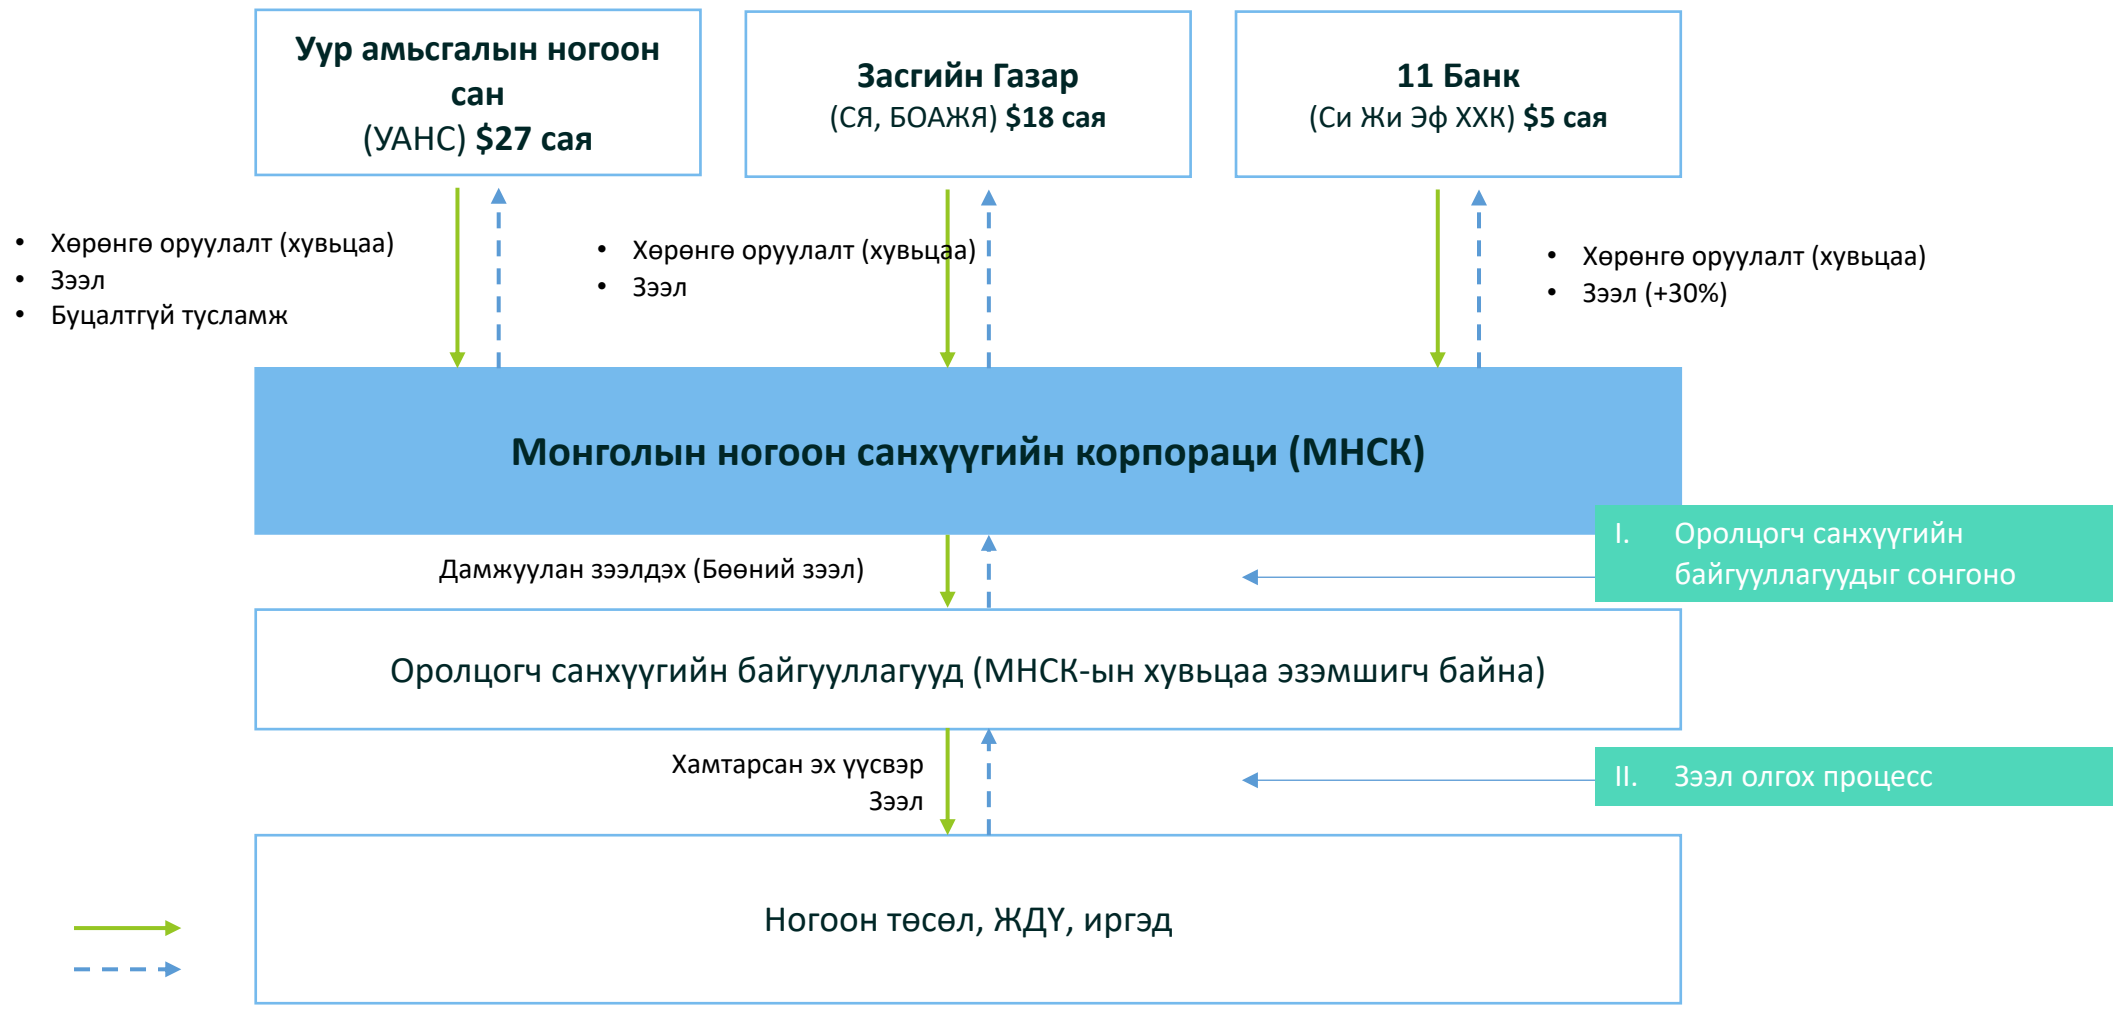 Уур амьсгалын ногоон
сан
(УАНС) $27 сая
Засгийн Газар
(СЯ, БОАЖЯ) $18 сая
11 Банк
(Си Жи Эф ХХК) $5 сая
• Хөрөнгө оруулалт (хувьцаа)
• Зээл
• Буцалтгүй тусламж
• Хөрөнгө оруулалт (хувьцаа)
• Зээл
• Хөрөнгө оруулалт (хувьцаа)
• Зээл (+30%)
Монголын ногоон санхүүгийн корпораци (МНСК)
I. Оролцогч санхүүгийн
байгууллагуудыг сонгоно
Дамжуулан зээлдэх (Бөөний зээл)
Оролцогч санхүүгийн байгууллагууд (МНСК-ын хувьцаа эзэмшигч байна)
Хамтарсан эх үүсвэр
Зээл
II. Зээл олгох процесс
Ногоон төсөл, ЖДҮ, иргэд